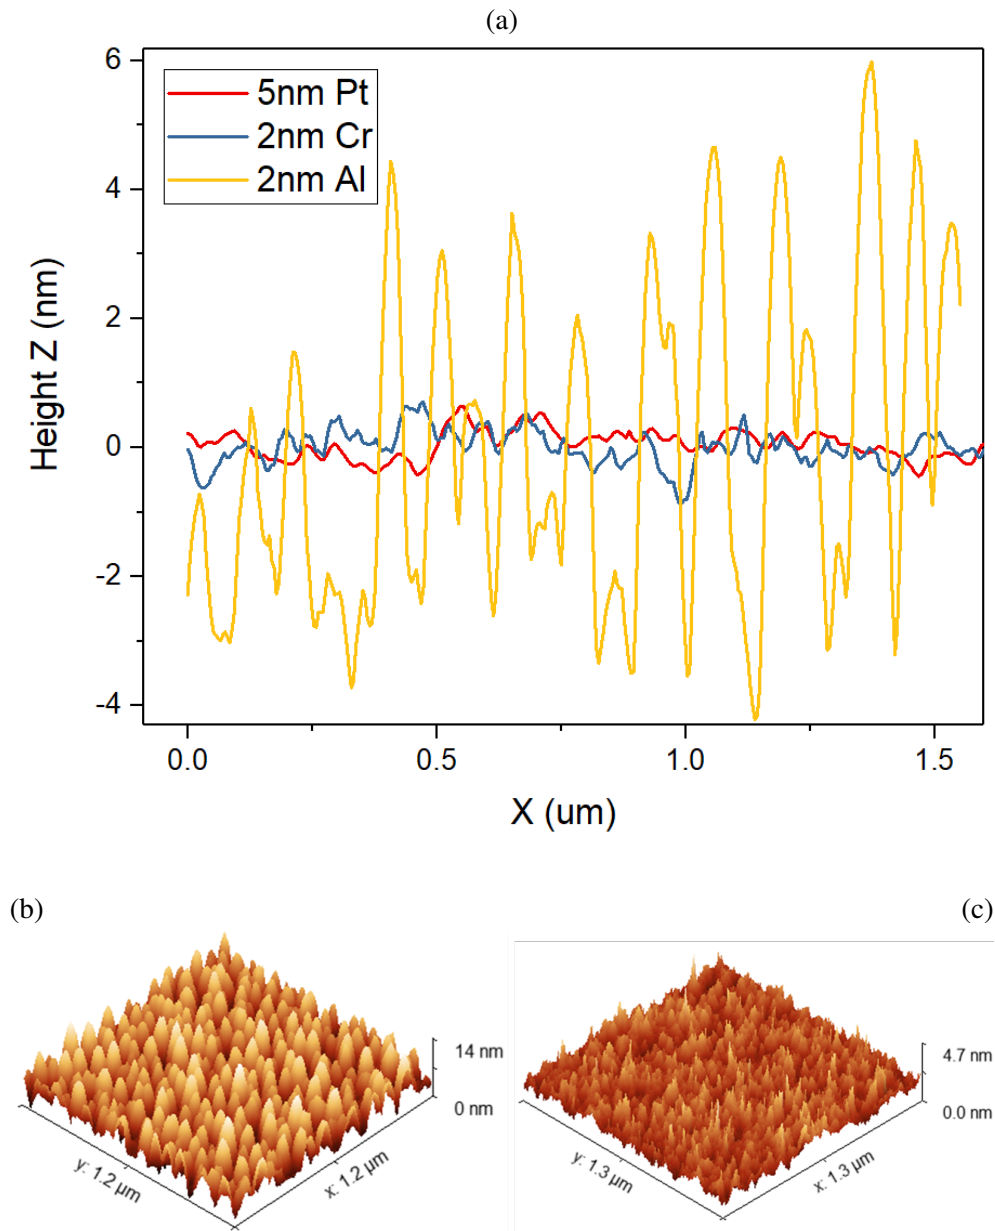 (a)
6
4
2
0
-2
-4
Height Z (nm)
5nm Pt
2nm Cr
2nm Al
0.0 0.5 1.0 1.5
X (um)
(b) (c)
14 nm
0 nm
y: 1.2 µm
x: 1.2 µm
4.7 nm
0.0 nm
y: 1.3 µm
x: 1.3 µm